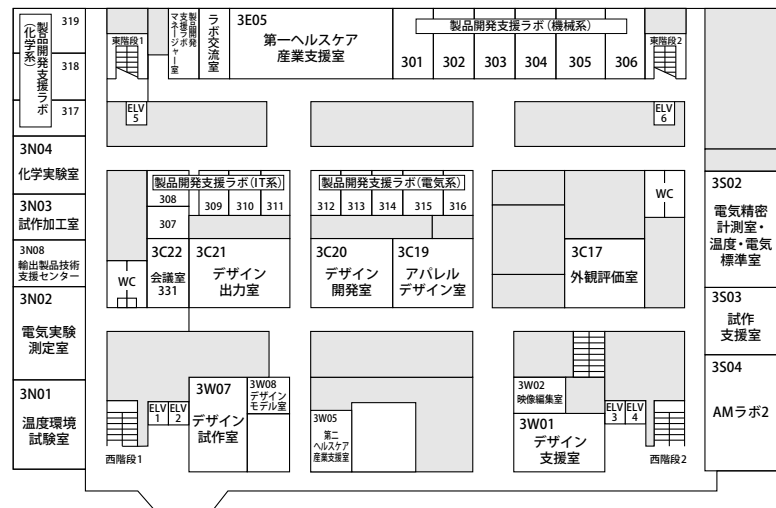 製品開発支援ラボ
(化学系)
319
318
317
東階段1
製品開発
支援ラボ
マネージャー室
ラボ交流室
3E05
第一ヘルスケア
産業支援室
製品開発支援ラボ(機械系)
301
302
303
304
305
306
東階段2
ELV
5
ELV
6
3N04
化学実験室
3N03
試作加工室
3N08
輸出製品技術
支援センター
3N02
電気実験
測定室
3N01
温度環境
試験室
製品開発支援ラボ(IT系)
308
307
309
310
311
WC
3C22
会議室
331
3C21
デザイン
出力室
製品開発支援ラボ(電気系)
312
313
314
315
316
3C20
デザイン
開発室
3C19
アパレル
デザイン室
WC
3C17
外観評価室
3S02
電気精密
計測室・
温度・電気
標準室
3S03
試作
支援室
3S04
AMラボ2
西階段1
ELV
1
ELV
2
3W07
デザイン
試作室
3W08
デザイン
モデル室
3W05
第二
ヘルスケア
産業支援室
3W02
映像編集室
3W01
デザイン
支援室
ELV
3
ELV
4
西階段2